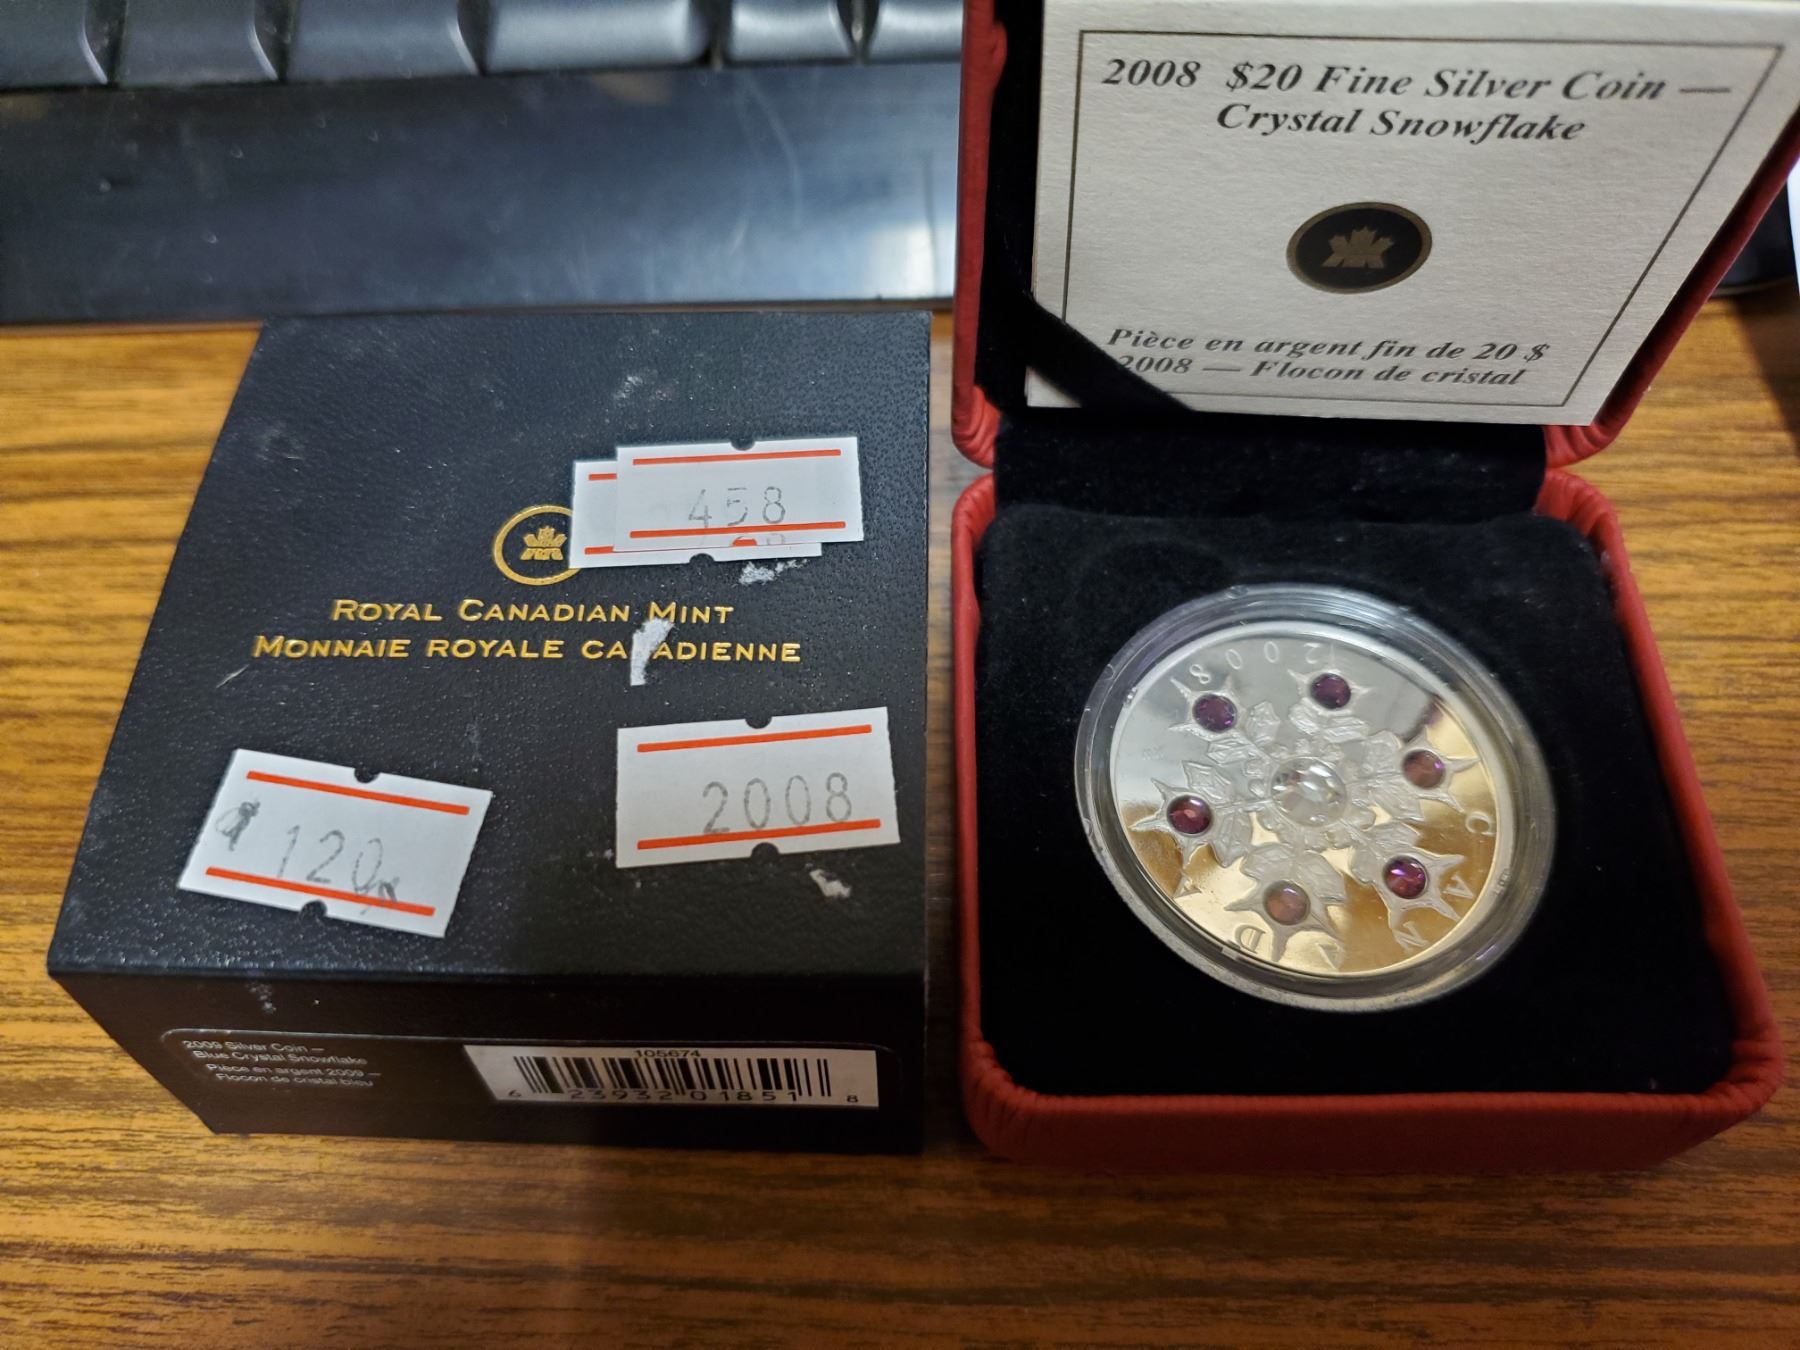 2008 $20 Fine Silver Coin —
Crystal Snowflake
Pièce en argent fin de 20 $
2008 — Flocon de cristal
458
ROYAL CANADIAN MINT
MONNAIE ROYALE CANADIENNE
2008
120
2009 Silver Coin —
Blue Crystal Snowflake
Pièce en argent 2009 —
Flocon de cristal bleu
105674
6 23932 01851 8
2008
CANADA